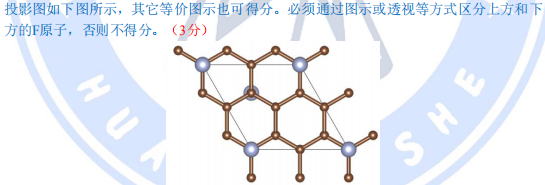 投影图如下图所示，其它等价图示也可得分。必须通过图示或透视等方式区分上方和下
方的F原子，否则不得分。（3分）
HUA
SHE